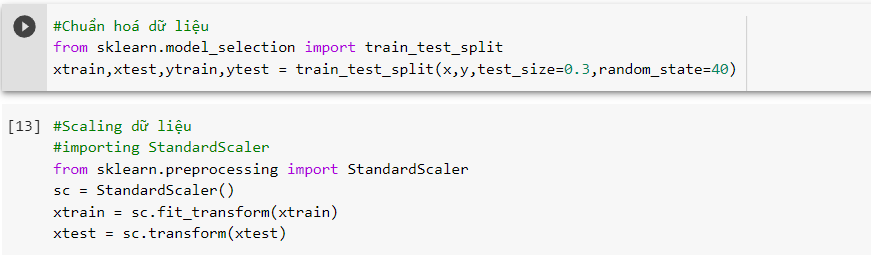 #Chuẩn hoá dữ liệu
from sklearn.model_selection import train_test_split
xtrain,xtest,ytrain,ytest = train_test_split(x,y,test_size=0.3,random_state=40)
[13] #Scaling dữ liệu
#importing StandardScaler
from sklearn.preprocessing import StandardScaler
sc = StandardScaler()
xtrain = sc.fit_transform(xtrain)
xtest = sc.transform(xtest)